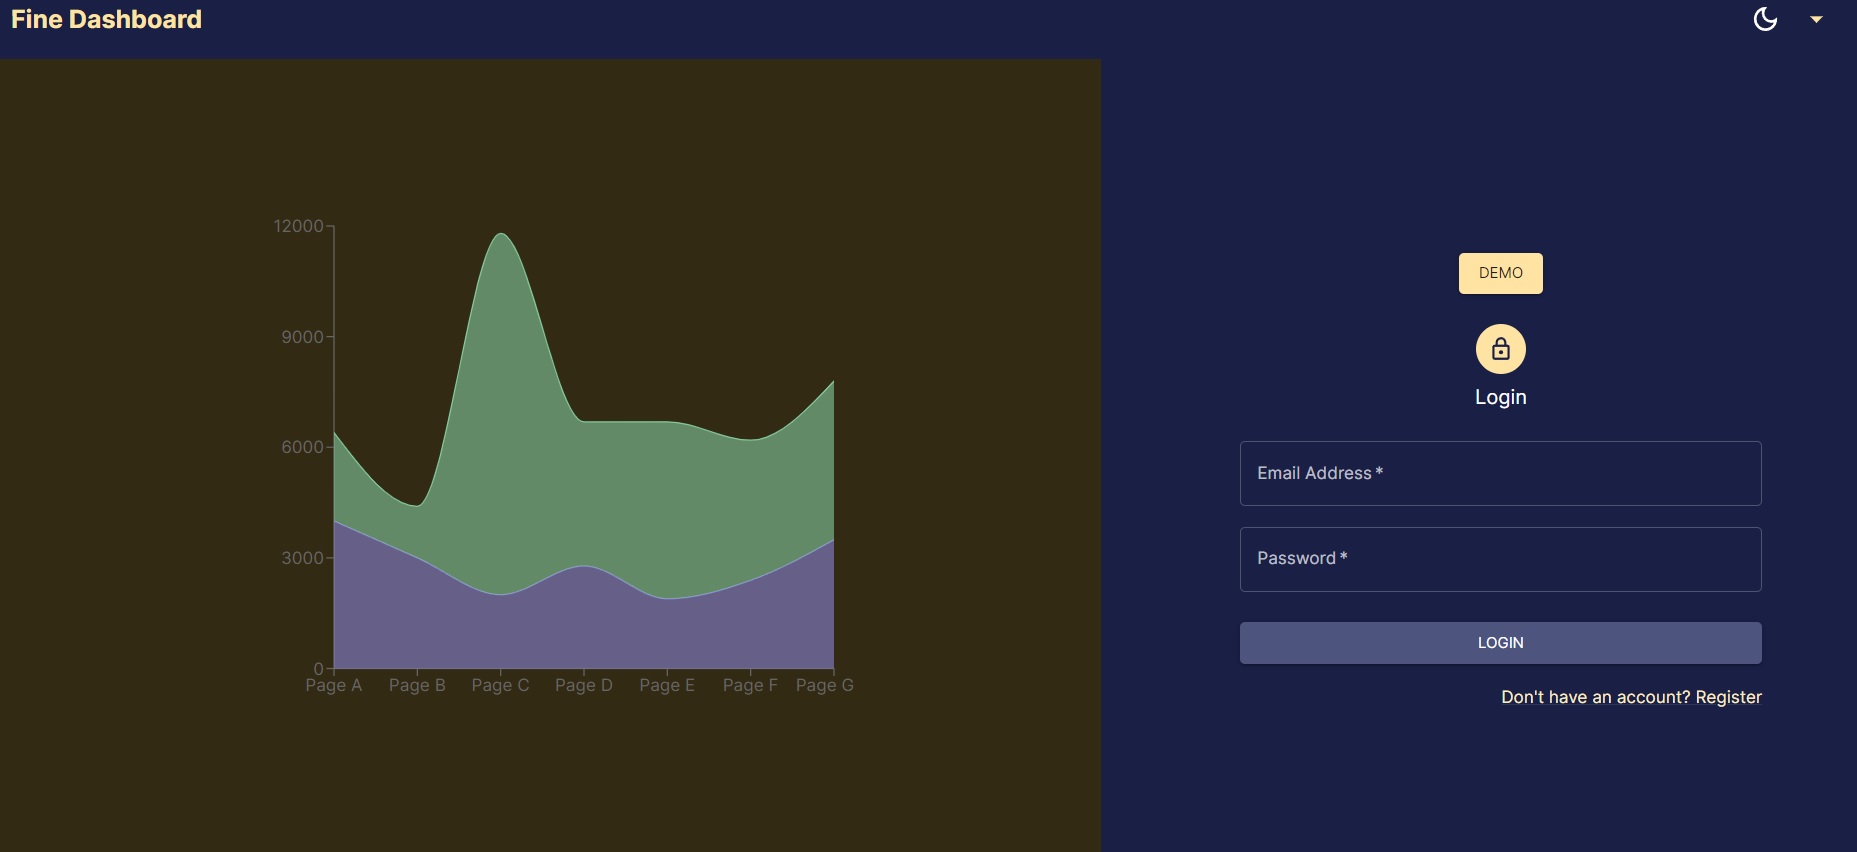 Fine Dashboard
12000
9000
6000
3000
0
Page A Page B Page C Page D Page E Page F Page G
DEMO
Login
Email Address *
Password *
LOGIN
Don't have an account? Register